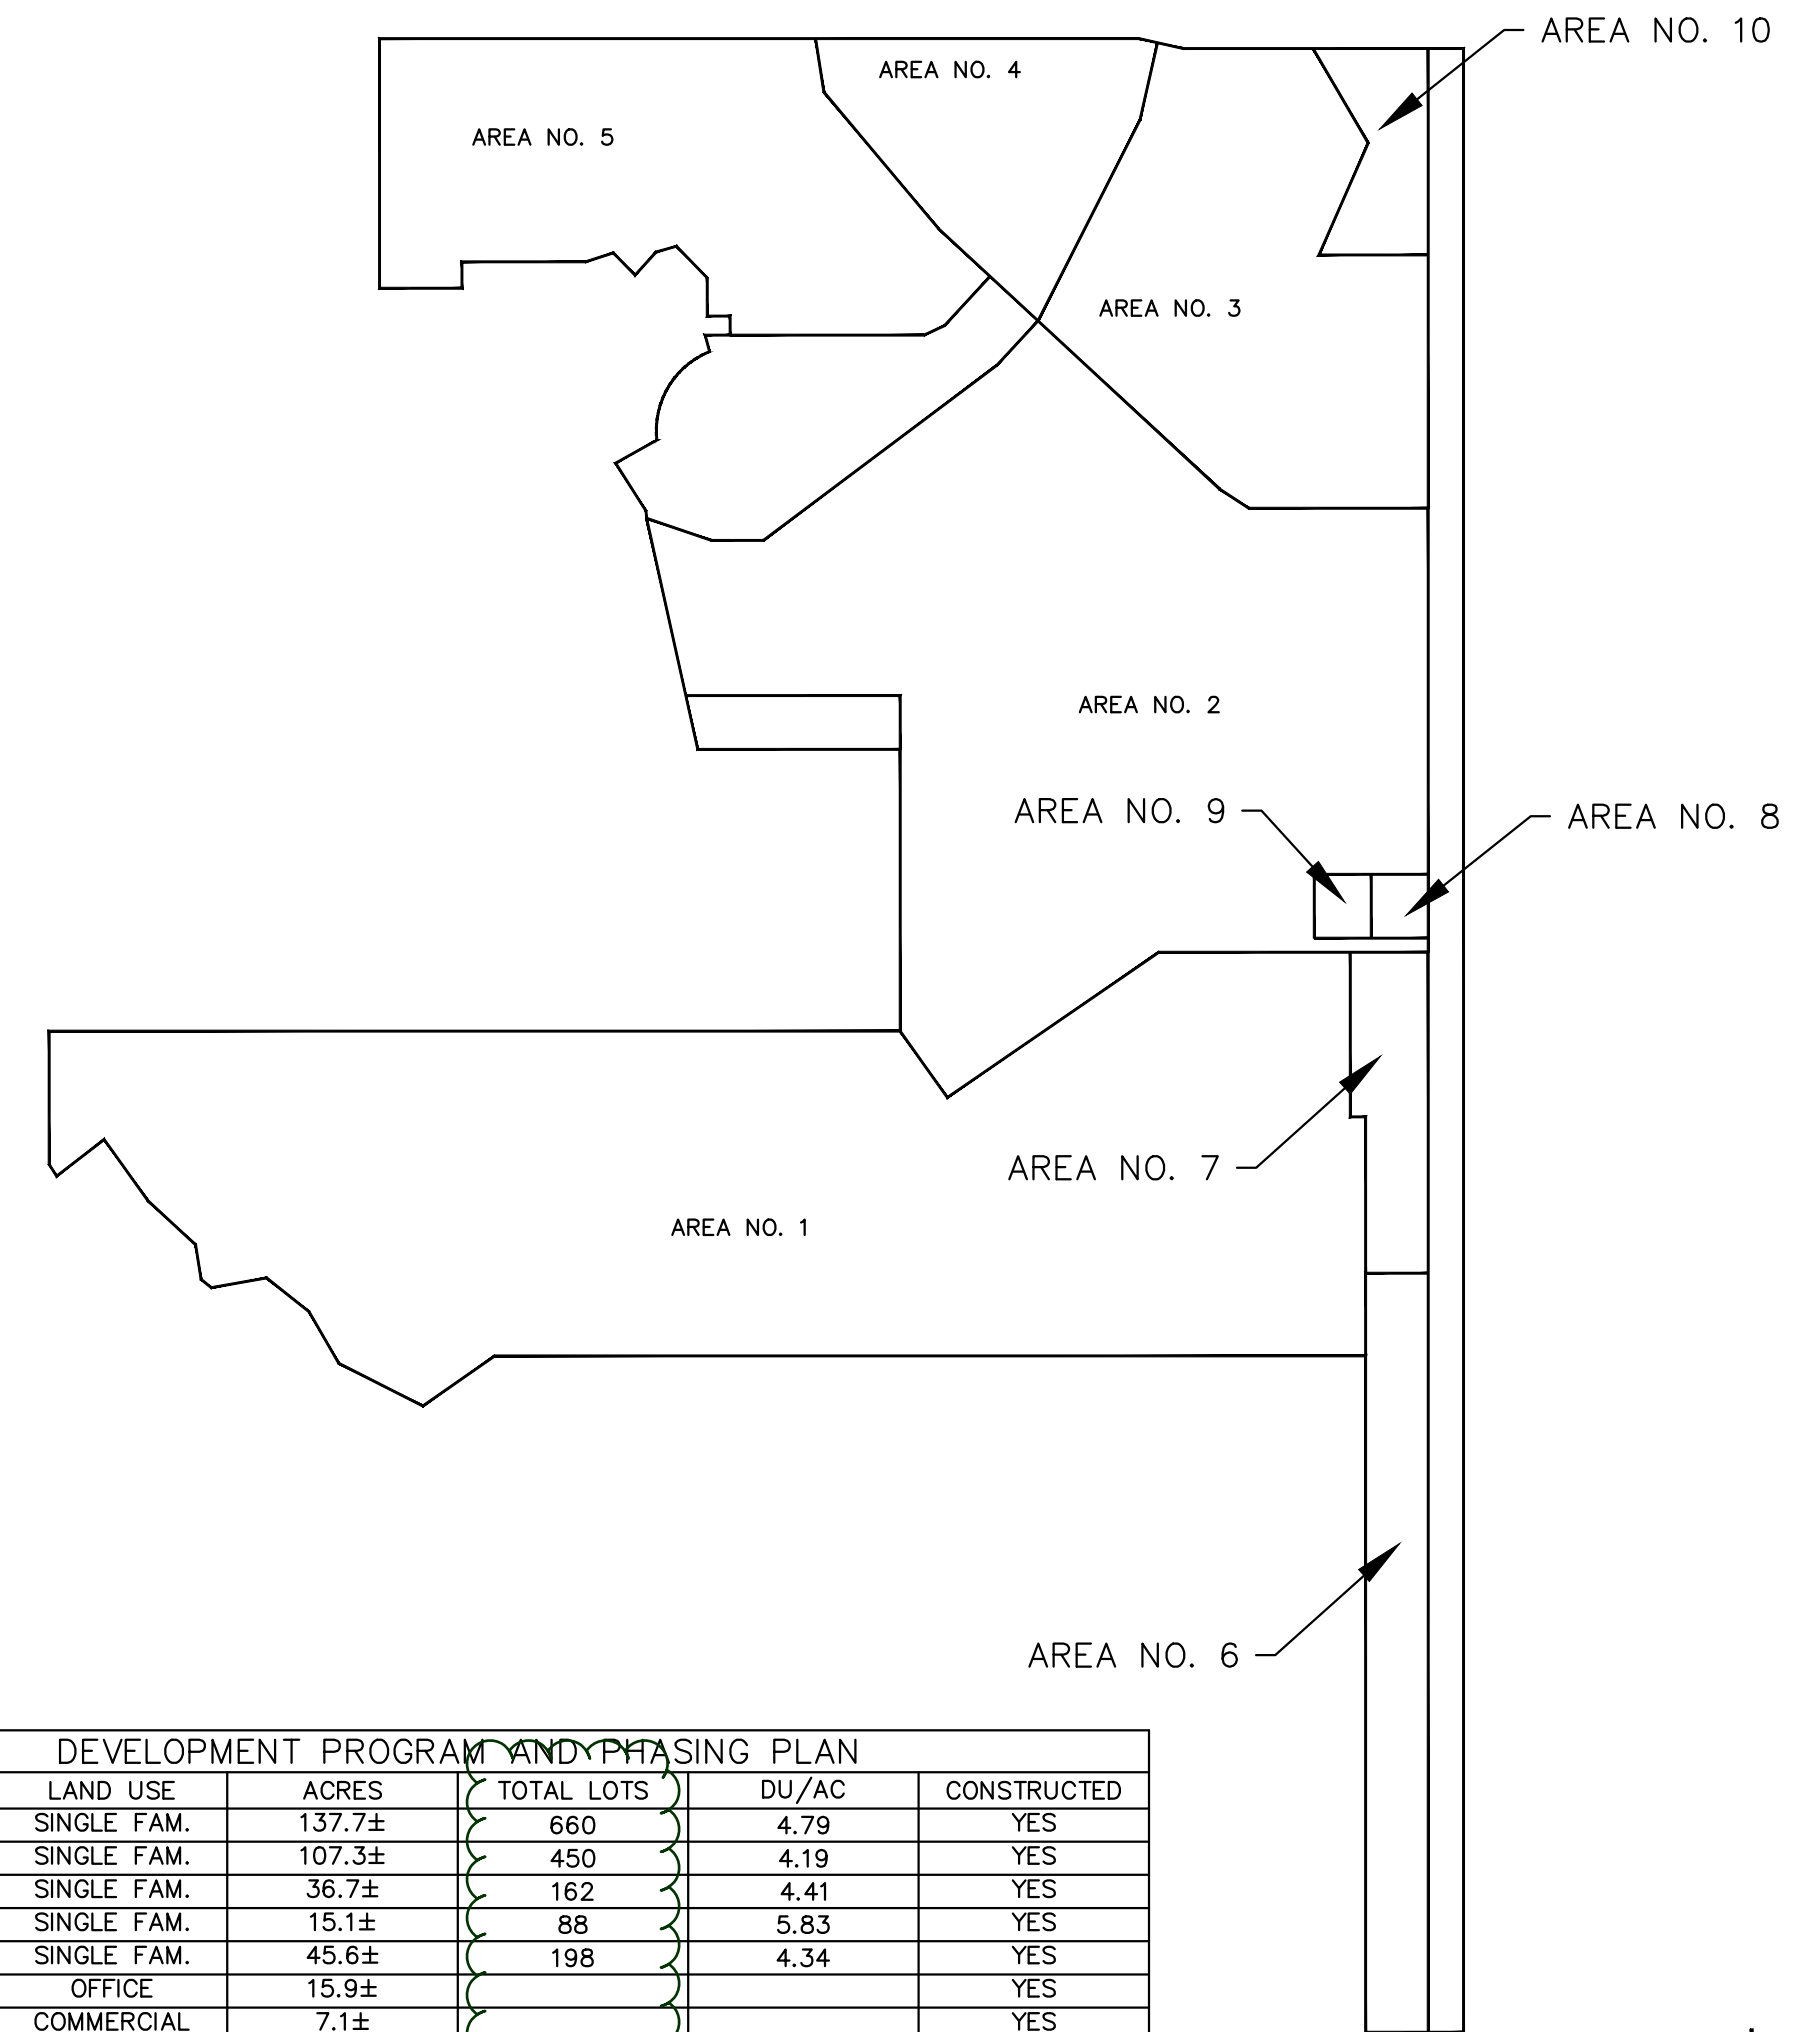 AREA NO. 10
AREA NO. 4
AREA NO. 5
AREA NO. 3
AREA NO. 2
AREA NO. 9
AREA NO. 8
AREA NO. 7
AREA NO. 1
AREA NO. 6
DEVELOPMENT PROGRAM AND PHASING PLAN
LAND USE ACRES TOTAL LOTS DU/AC CONSTRUCTED
SINGLE FAM. 137.7± 660 4.79 YES
SINGLE FAM. 107.3± 450 4.19 YES
SINGLE FAM. 36.7± 162 4.41 YES
SINGLE FAM. 15.1± 88 5.83 YES
SINGLE FAM. 45.6± 198 4.34 YES
OFFICE 15.9± YES
COMMERCIAL 7.1± YES